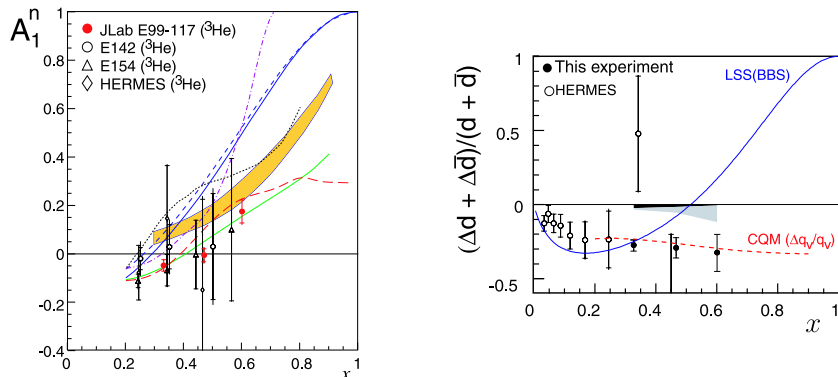 A₁ⁿ
JLab E99-117 (³He)
E142 (³He)
E154 (³He)
HERMES (³He)
1
0.8
0.6
0.4
0.2
0
-0.2
-0.4
0 0.2 0.4 0.6 0.8 1
x
(Δd + Δd̅)/(d + d̅)
This experiment
HERMES
LSS(BBS)
CQM (Δqᵥ/qᵥ)
1
0.5
0
-0.5
0 0.2 0.4 0.6 0.8 1
x